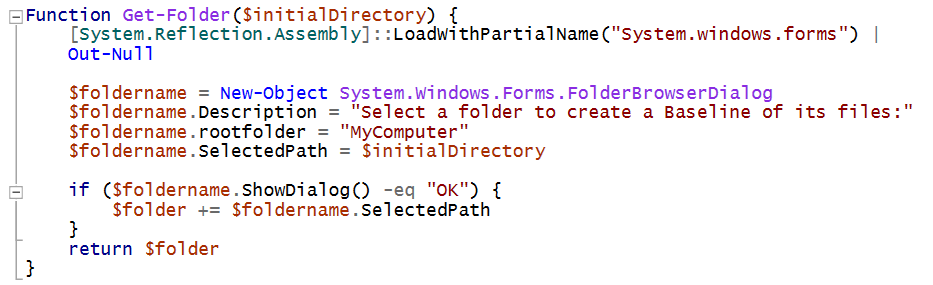 Function Get-Folder($initialDirectory) {
    [System.Reflection.Assembly]::LoadWithPartialName("System.windows.forms") |
    Out-Null

    $foldername = New-Object System.Windows.Forms.FolderBrowserDialog
    $foldername.Description = "Select a folder to create a Baseline of its files:"
    $foldername.rootfolder = "MyComputer"
    $foldername.SelectedPath = $initialDirectory

    if ($foldername.ShowDialog() -eq "OK") {
        $folder += $foldername.SelectedPath
    }
    return $folder
}